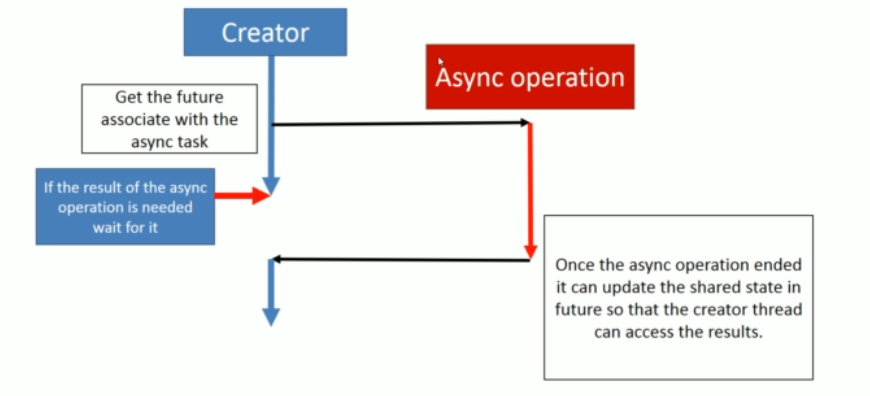 Creator
Async operation
Get the future
associate with the
async task
If the result of the async
operation is needed
wait for it
Once the async operation ended
it can update the shared state in
future so that the creator thread
can access the results.